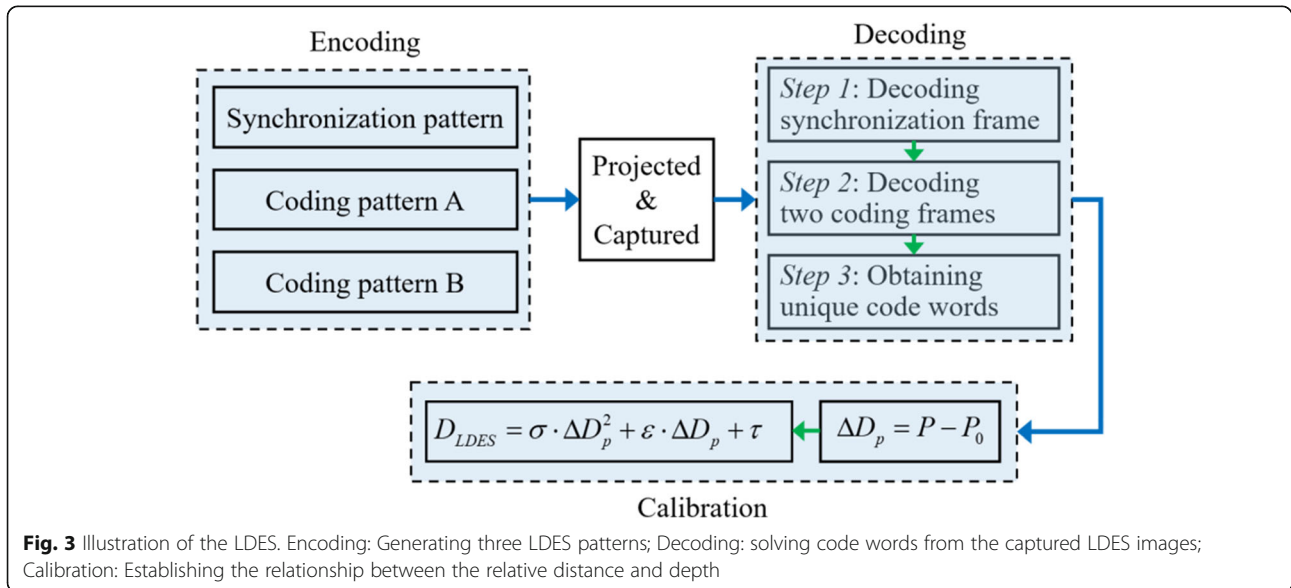 Encoding
Synchronization pattern
Coding pattern A
Coding pattern B
Projected
&
Captured
Decoding
Step 1: Decoding
synchronization frame
Step 2: Decoding
two coding frames
Step 3: Obtaining
unique code words
D_{LDES} = σ · ΔD_p^2 + ε · ΔD_p + τ
ΔD_p = P − P_0
Calibration
Fig. 3 Illustration of the LDES. Encoding: Generating three LDES patterns; Decoding: solving code words from the captured LDES images;
Calibration: Establishing the relationship between the relative distance and depth